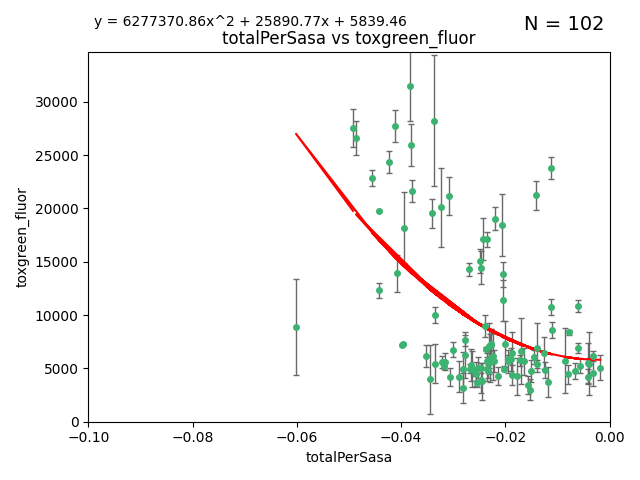 y = 6277370.86x^2 + 25890.77x + 5839.46
N = 102
totalPerSasa vs toxgreen_fluor
30000
25000
20000
15000
10000
5000
0
toxgreen_fluor
−0.10 −0.08 −0.06 −0.04 −0.02 0.00
totalPerSasa